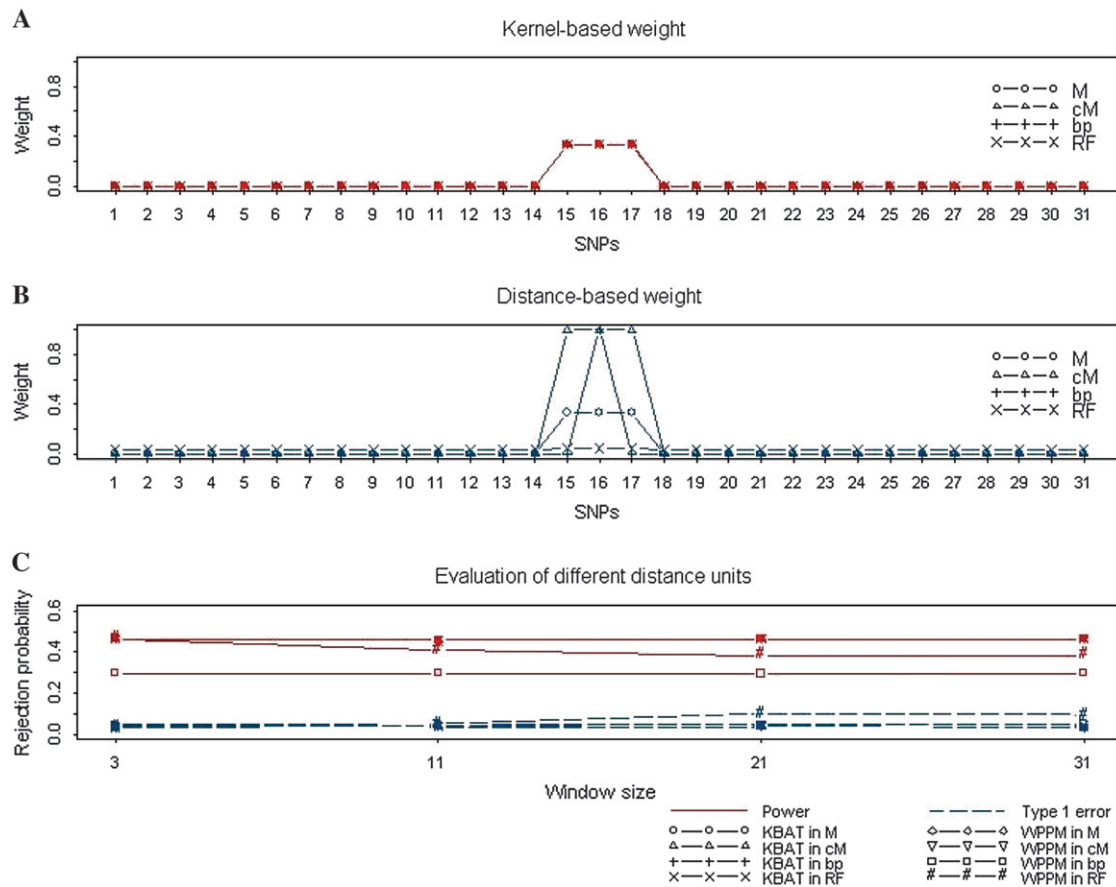 A
Kernel-based weight
Weight
0.0 0.4 0.8
M
cM
bp
RF
1 2 3 4 5 6 7 8 9 10 11 12 13 14 15 16 17 18 19 20 21 22 23 24 25 26 27 28 29 30 31
SNPs
B
Distance-based weight
Weight
0.0 0.4 0.8
M
cM
bp
RF
1 2 3 4 5 6 7 8 9 10 11 12 13 14 15 16 17 18 19 20 21 22 23 24 25 26 27 28 29 30 31
SNPs
C
Evaluation of different distance units
Rejection probability
0.0 0.2 0.4 0.6
3 11 21 31
Window size
Power
KBAT in M
KBAT in cM
KBAT in bp
KBAT in RF
Type 1 error
WPPM in M
WPPM in cM
WPPM in bp
WPPM in RF